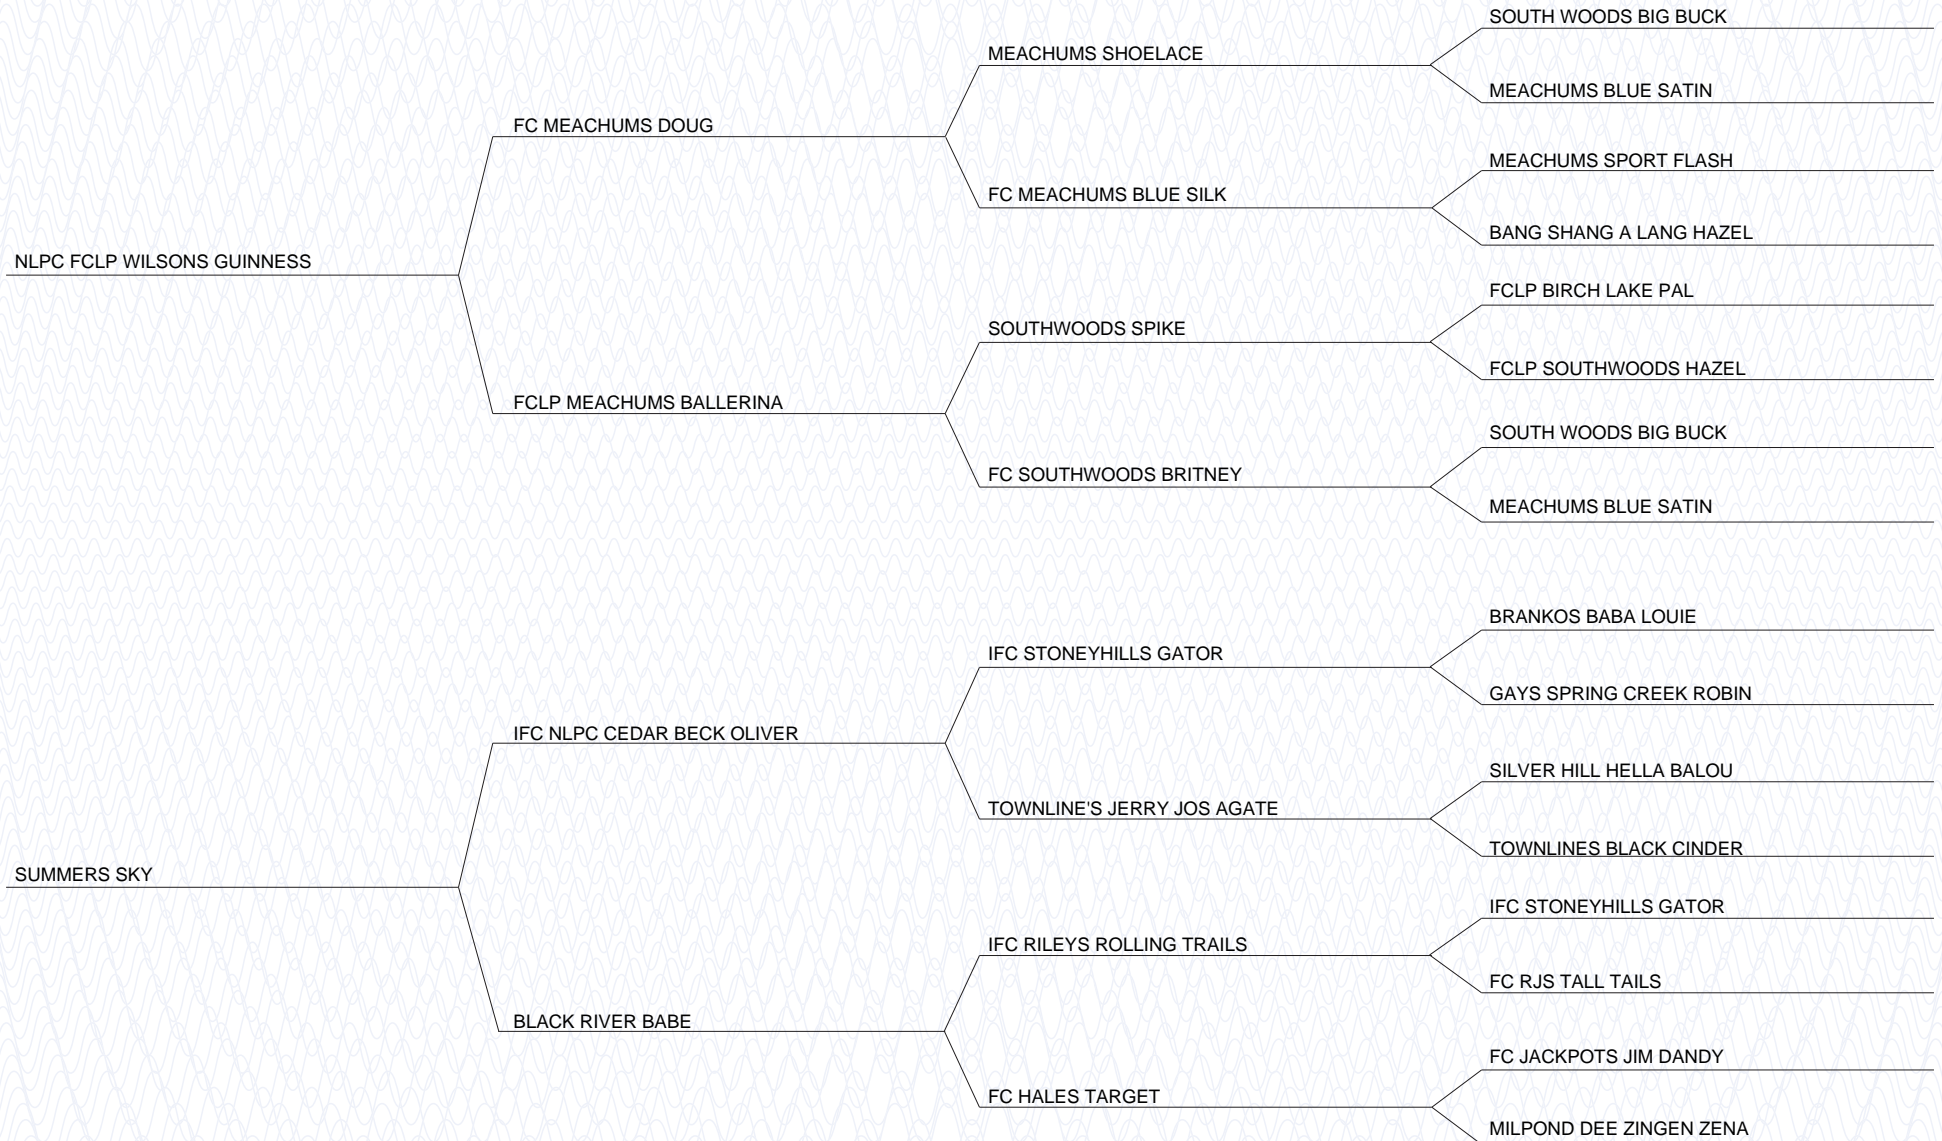 SOUTH WOODS BIG BUCK
MEACHUMS SHOELACE
MEACHUMS BLUE SATIN
FC MEACHUMS DOUG
MEACHUMS SPORT FLASH
FC MEACHUMS BLUE SILK
BANG SHANG A LANG HAZEL
NLPC FCLP WILSONS GUINNESS
FCLP BIRCH LAKE PAL
SOUTHWOODS SPIKE
FCLP SOUTHWOODS HAZEL
FCLP MEACHUMS BALLERINA
SOUTH WOODS BIG BUCK
FC SOUTHWOODS BRITNEY
MEACHUMS BLUE SATIN
BRANKOS BABA LOUIE
IFC STONEYHILLS GATOR
GAYS SPRING CREEK ROBIN
IFC NLPC CEDAR BECK OLIVER
SILVER HILL HELLA BALOU
TOWNLINE'S JERRY JOS AGATE
TOWNLINES BLACK CINDER
SUMMERS SKY
IFC STONEYHILLS GATOR
IFC RILEYS ROLLING TRAILS
FC RJS TALL TAILS
BLACK RIVER BABE
FC JACKPOTS JIM DANDY
FC HALES TARGET
MILPOND DEE ZINGEN ZENA